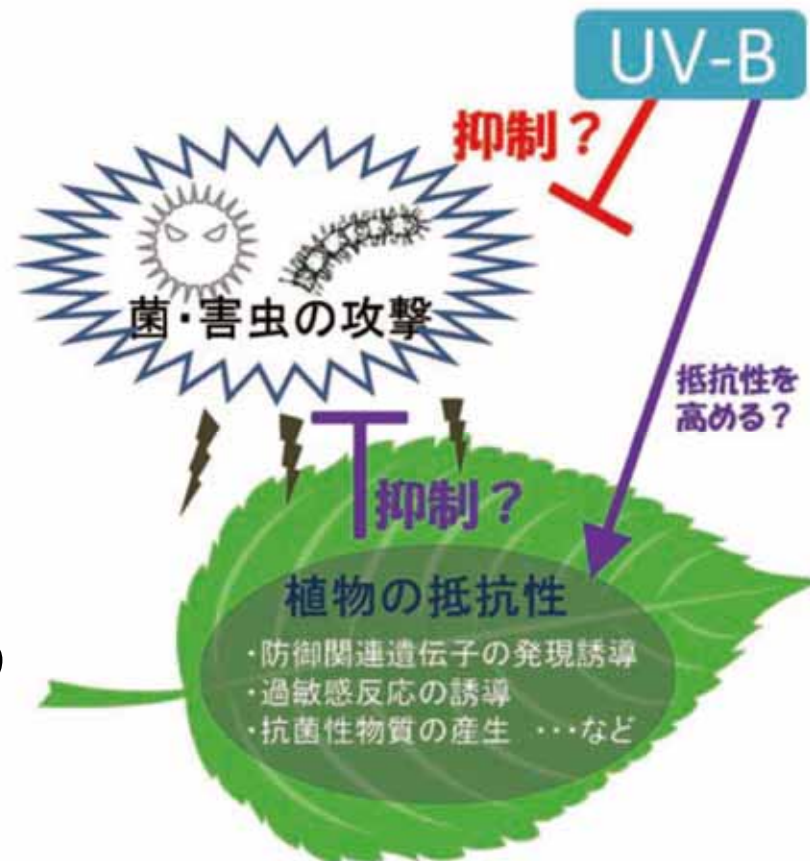 UV-B
抑制？
菌・害虫の攻撃
抵抗性を
高める？
抑制？
植物の抵抗性
・防御関連遺伝子の発現誘導
・過敏感反応の誘導
・抗菌性物質の産生 ・・・など
)